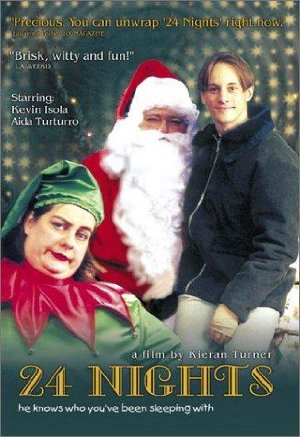 "Precious. You can unwrap '24 Nights' right now!"
MAGAZINE
"Brisk, witty and fun!"
L.A. WEEKLY
Starring:
Kevin Isola
Aida Turturro
a film by Kieran Turner
24 NIGHTS
he knows who you've been sleeping with